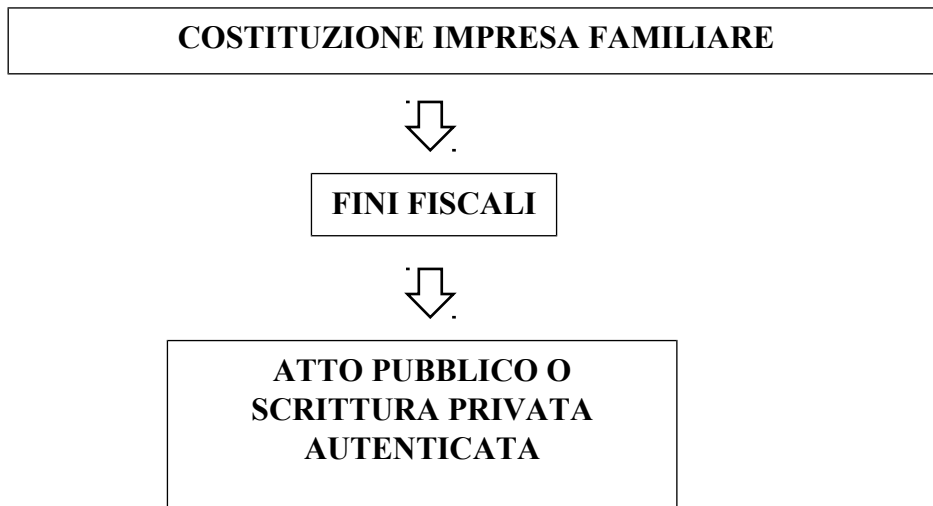 COSTITUZIONE IMPRESA FAMILIARE
FINI FISCALI
ATTO PUBBLICO O
SCRITTURA PRIVATA
AUTENTICATA